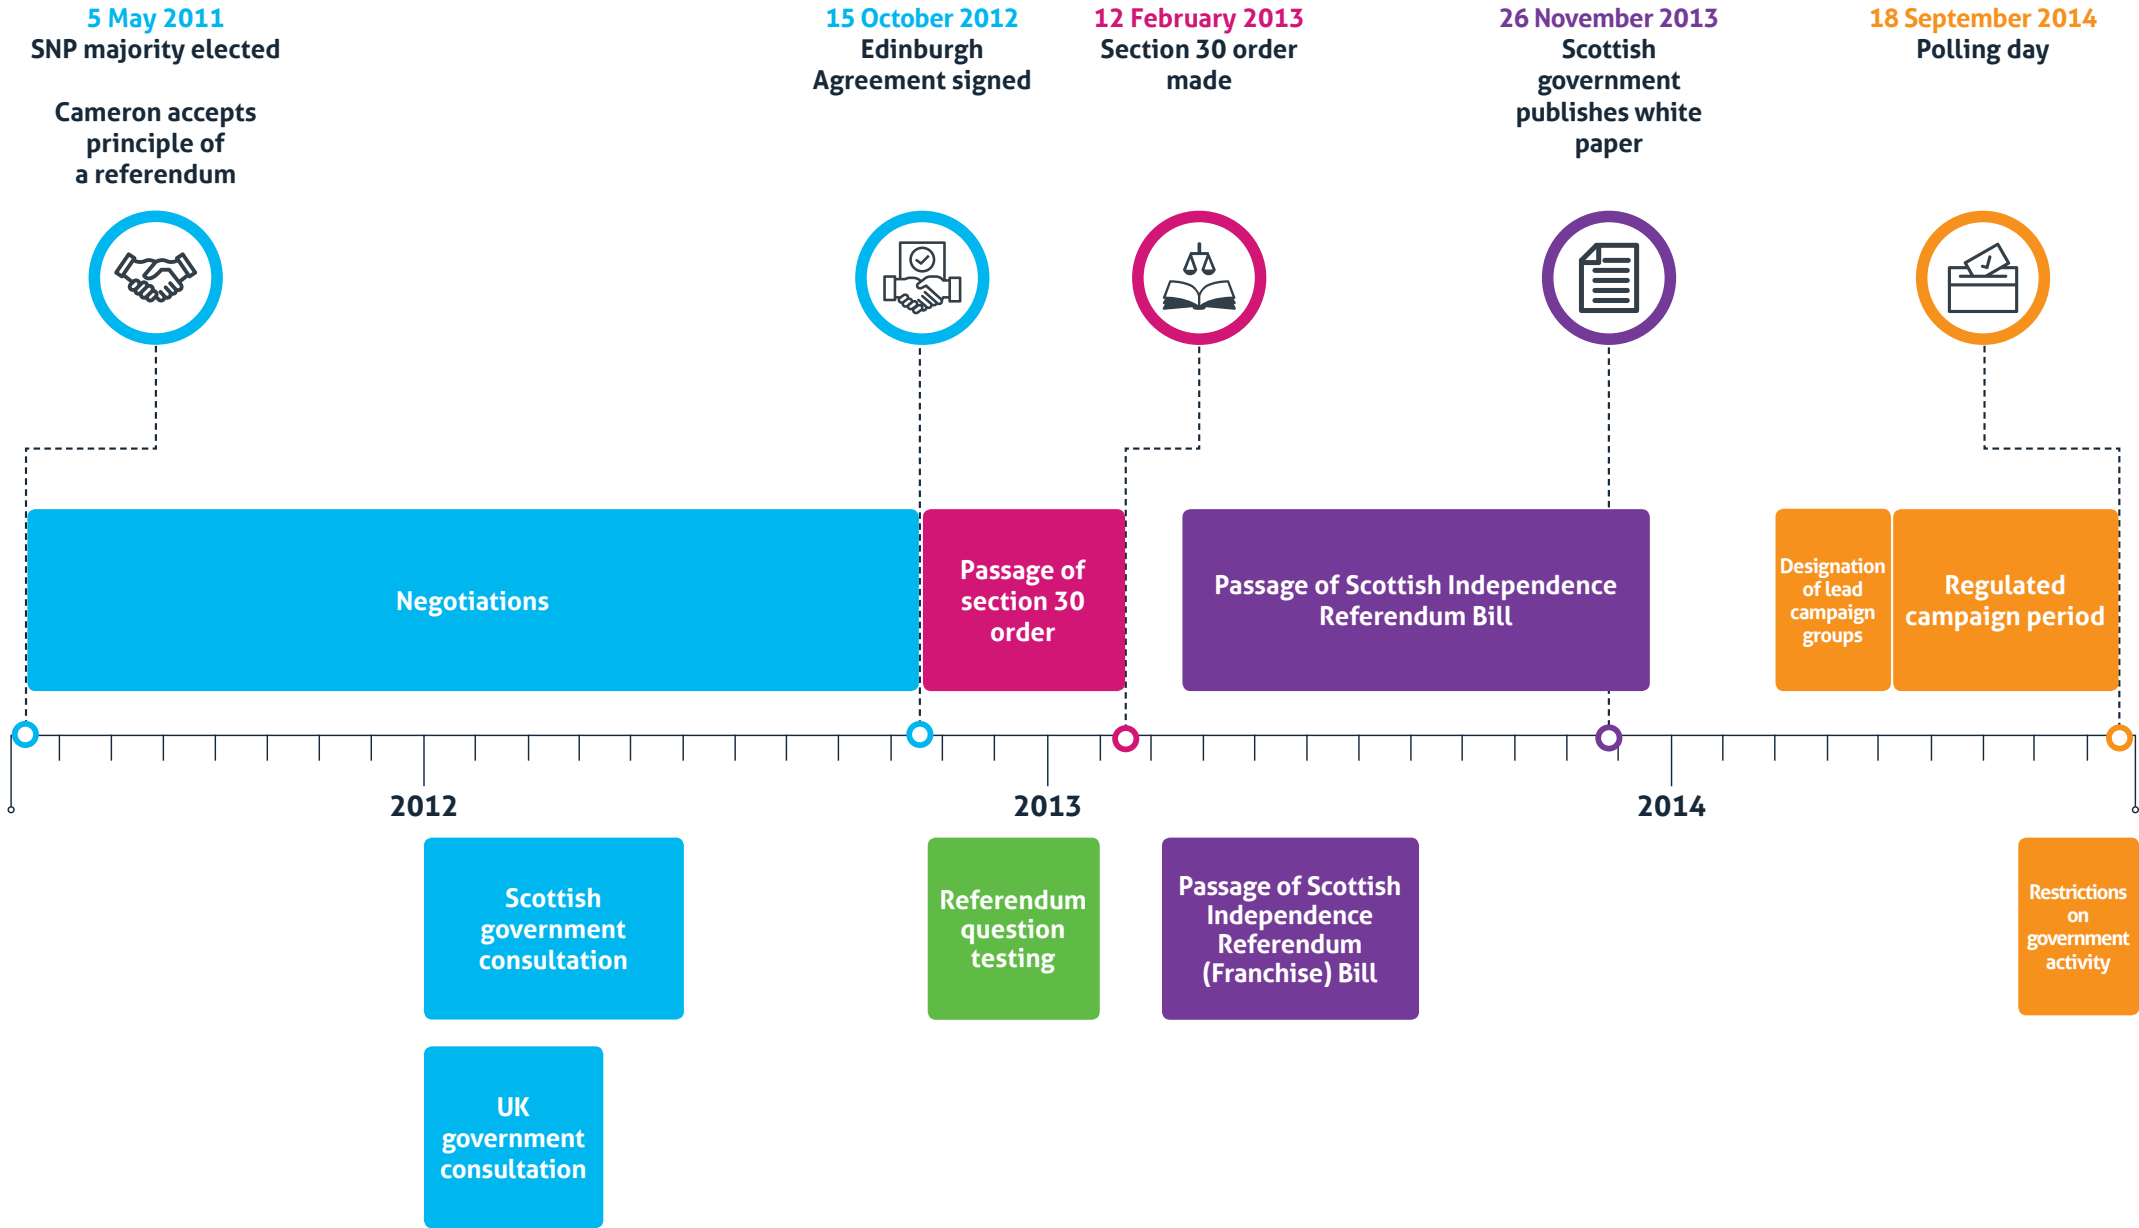 5 May 2011
SNP majority elected
Cameron accepts
principle of
a referendum
15 October 2012
Edinburgh
Agreement signed
12 February 2013
Section 30 order
made
26 November 2013
Scottish
government
publishes white
paper
18 September 2014
Polling day
Negotiations
Passage of
section 30
order
Passage of Scottish Independence
Referendum Bill
Designation
of lead
campaign
groups
Regulated
campaign period
2012
2013
2014
Scottish
government
consultation
Referendum
question
testing
Passage of Scottish
Independence
Referendum
(Franchise) Bill
Restrictions
on
government
activity
UK
government
consultation